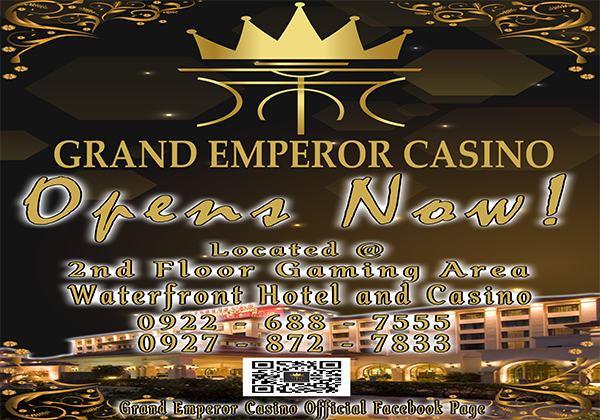 GRAND EMPEROR CASINO
Opens Now!
Located @
2nd Floor Gaming Area
Waterfront Hotel and Casino
0922 - 688 - 7555
0927 - 872 - 7833
Grand Emperor Casino Official Facebook Page